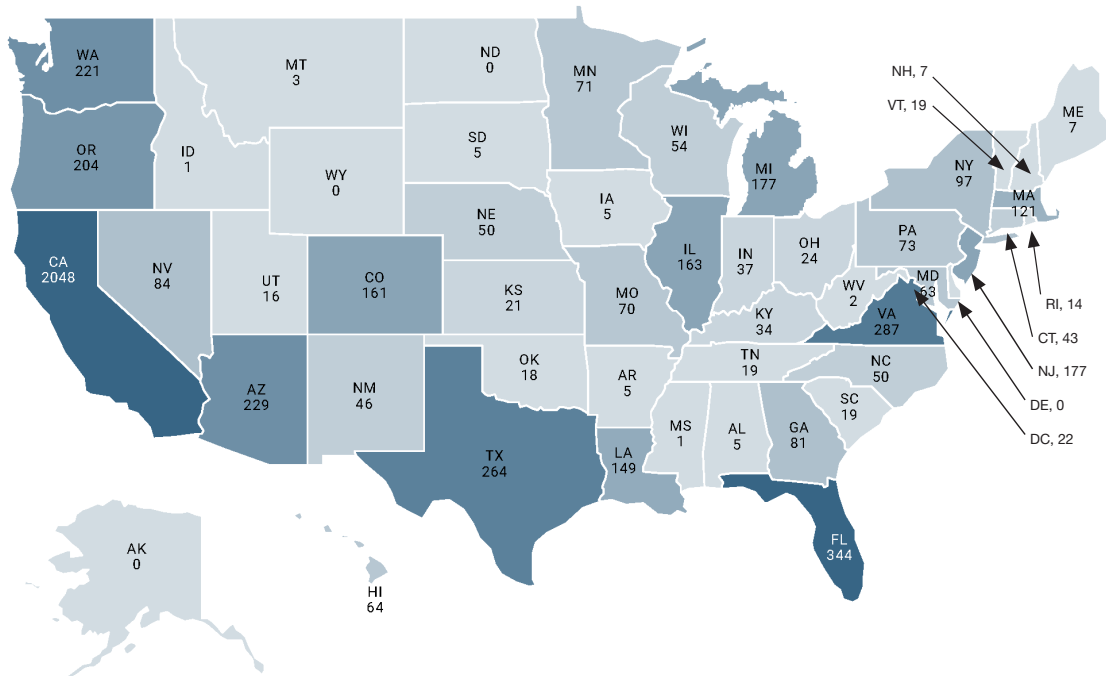 WA
221
MT
3
ND
0
MN
71
NH, 7
VT, 19
ME
7
OR
204
ID
1
WY
0
SD
5
WI
54
MI
177
NY
97
MA
121
CA
2048
NV
84
UT
16
CO
161
NE
50
KS
21
IA
5
MO
70
IL
163
IN
37
OH
24
PA
73
MD
63
WV
2
VA
287
KY
34
RI, 14
CT, 43
NJ, 177
DE, 0
DC, 22
AZ
229
NM
46
OK
18
AR
5
TN
19
NC
50
SC
19
TX
264
LA
149
MS
1
AL
5
GA
81
FL
344
AK
0
HI
64